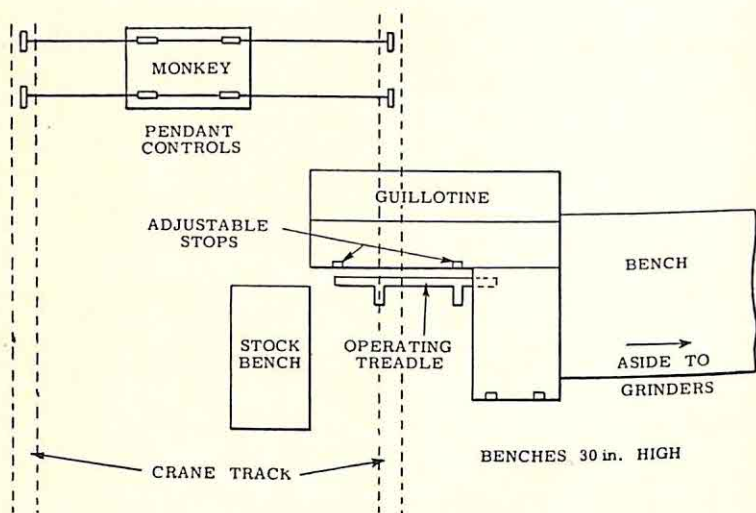 MONKEY
PENDANT
CONTROLS
GUILLOTINE
ADJUSTABLE
STOPS
BENCH
STOCK
BENCH
OPERATING
TREADLE
ASIDE TO
GRINDERS
CRANE TRACK
BENCHES 30 in. HIGH